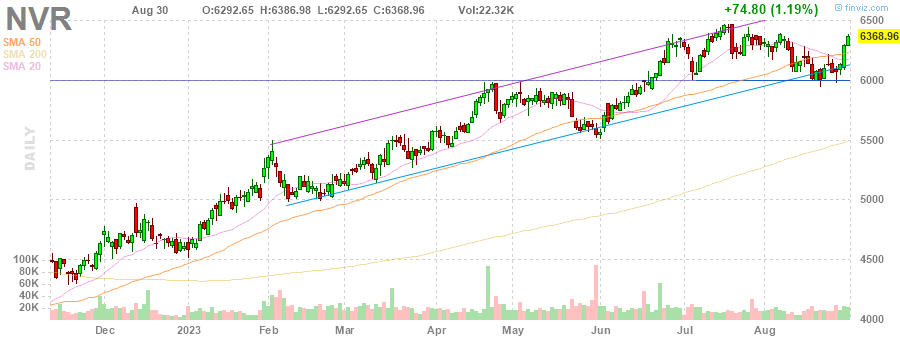 NVR Aug 30 O:6292.65 H:6386.98 L:6292.65 C:6368.96 Vol:22.32K +74.80 (1.19%) finviz.com
SMA 50
SMA 200
SMA 20
DAILY
6500
6368.96
6000
5500
5000
4500
4000
100K
80K
60K
40K
20K
Dec 2023 Feb Mar Apr May Jun Jul Aug